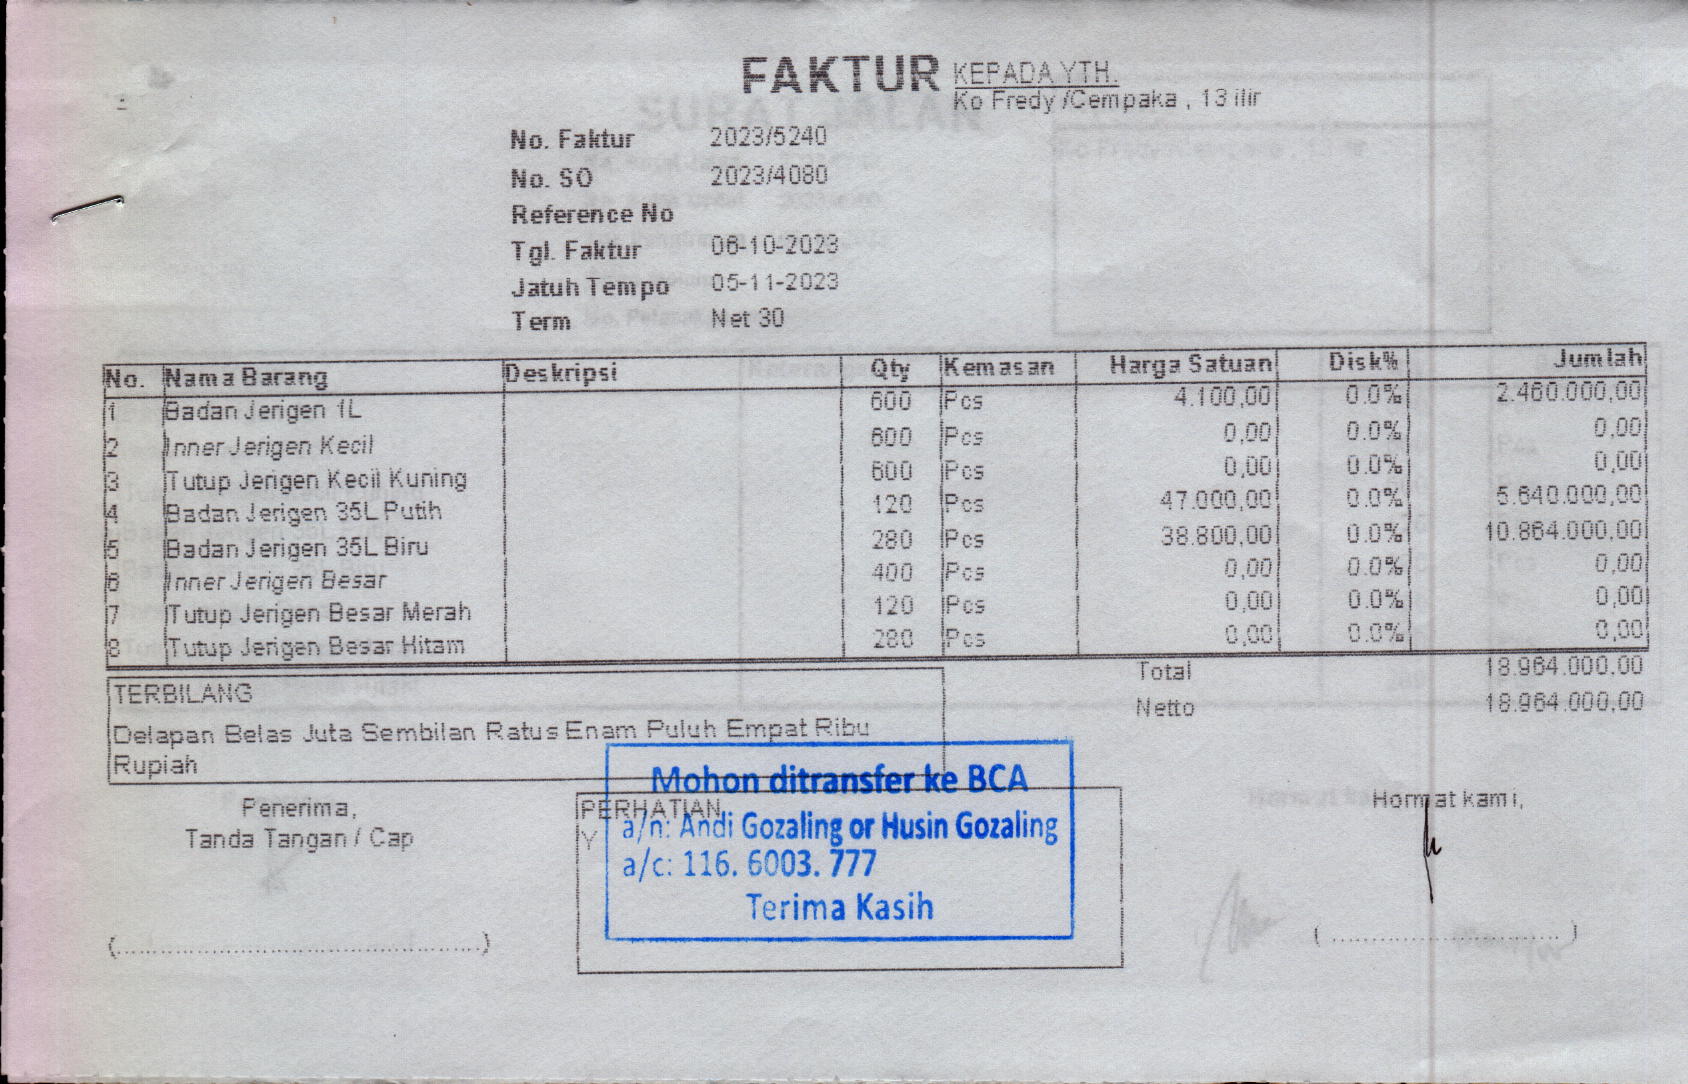 FAKTUR
KEPADA YTH.
Ko Fredy /Cempaka , 13 ilir
No. Faktur 2023/5240
No. SO 2023/4080
Reference No
Tgl. Faktur 06-10-2023
Jatuh Tempo 05-11-2023
Term Net 30
No. Nama Barang Deskripsi Qty Kemasan Harga Satuan Disk% Jumlah
1 Badan Jerigen 1L 600 Pcs 4.100,00 0.0% 2.460.000,00
2 Inner Jerigen Kecil 600 Pcs 0,00 0.0% 0,00
3 Tutup Jerigen Kecil Kuning 600 Pcs 0,00 0.0% 0,00
4 Badan Jerigen 35L Putih 120 Pcs 47.000,00 0.0% 5.640.000,00
5 Badan Jerigen 35L Biru 280 Pcs 38.800,00 0.0% 10.864.000,00
6 Inner Jerigen Besar 400 Pcs 0,00 0.0% 0,00
7 Tutup Jerigen Besar Merah 120 Pcs 0,00 0.0% 0,00
8 Tutup Jerigen Besar Hitam 280 Pcs 0,00 0.0% 0,00
Total 18.964.000,00
Netto 18.964.000,00
TERBILANG
Delapan Belas Juta Sembilan Ratus Enam Puluh Empat Ribu
Rupiah
Penerima,
Tanda Tangan / Cap
PERHATIAN
Y
Mohon ditransfer ke BCA
a/n: Andi Gozaling or Husin Gozaling
a/c: 116. 6003. 777
Terima Kasih
Hormat kami,
(.......................................)
( ........................... )